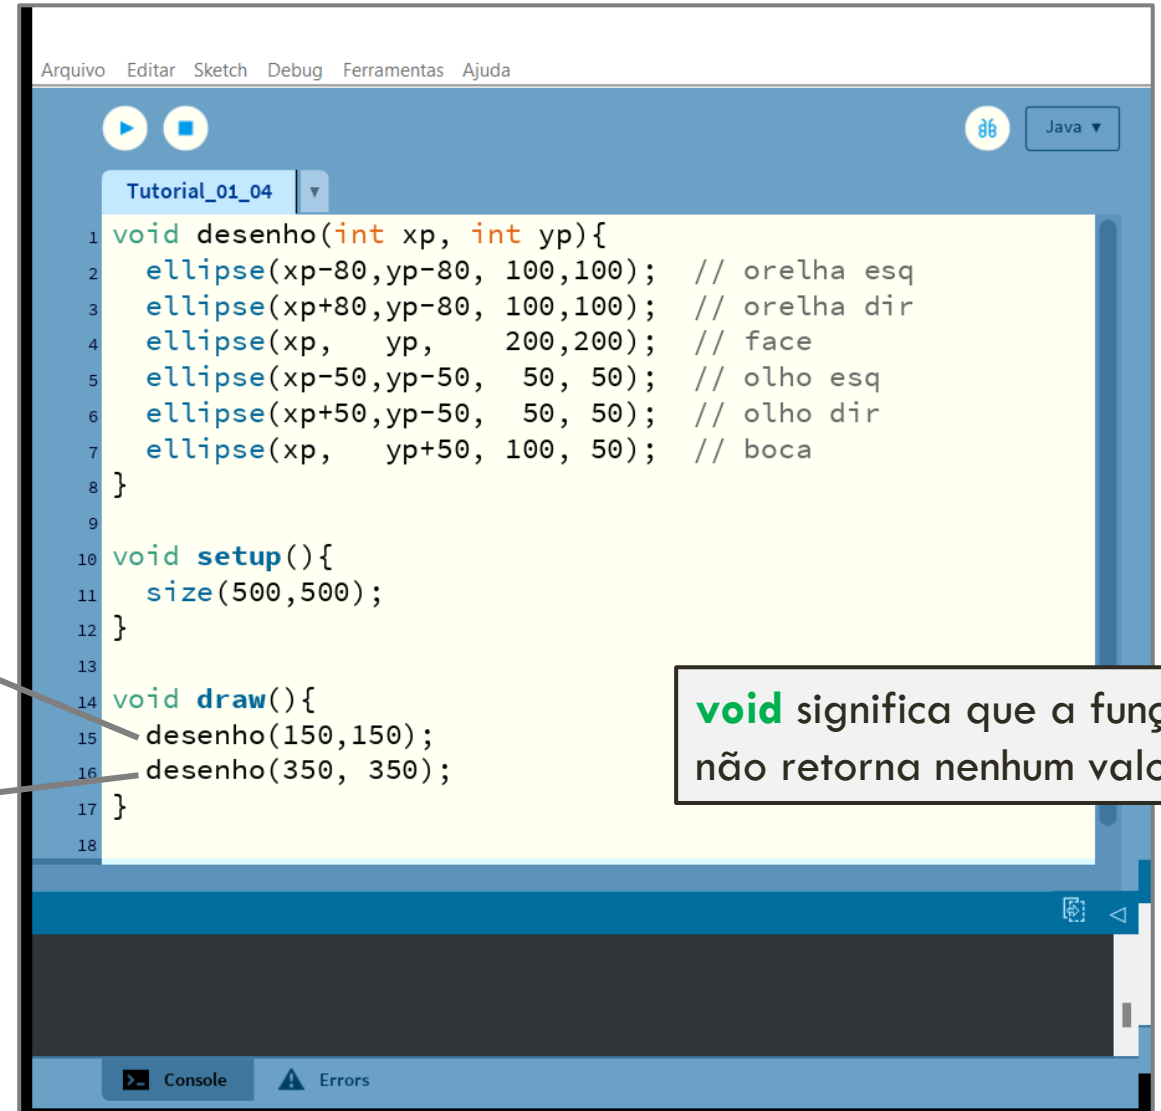 Arquivo Editar Sketch Debug Ferramentas Ajuda
Java
Tutorial_01_04
1 void desenho(int xp, int yp){
2   ellipse(xp-80,yp-80, 100,100);  // orelha esq
3   ellipse(xp+80,yp-80, 100,100);  // orelha dir
4   ellipse(xp,   yp,    200,200);  // face
5   ellipse(xp-50,yp-50,  50, 50);  // olho esq
6   ellipse(xp+50,yp-50,  50, 50);  // olho dir
7   ellipse(xp,   yp+50, 100, 50);  // boca
8 }
9
10 void setup(){
11   size(500,500);
12 }
13
14 void draw(){
15   desenho(150,150);
16   desenho(350, 350);
17 }
18
void significa que a funç
não retorna nenhum valo
Console Errors